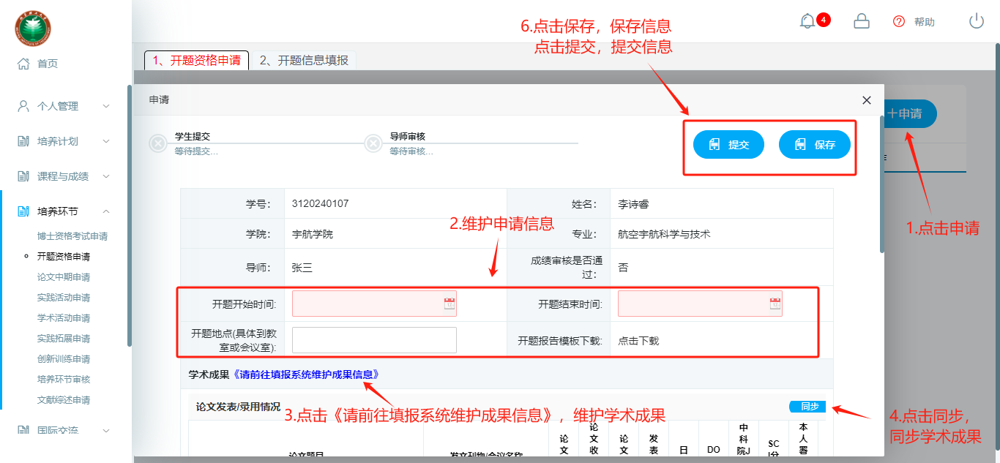 6.点击保存，保存信息
点击提交，提交信息
4
帮助
首页
1、开题资格申请
2、开题信息填报
个人管理
培养计划
课程与成绩
培养环节
博士资格考试申请
开题资格申请
论文中期申请
实践活动申请
学术活动申请
实践拓展申请
创新训练申请
培养环节审核
文献综述申请
国际交流
申请
＋申请
学生提交
等待提交...
导师审核
等待审核...
提交
保存
1.点击申请
学号：
3120240107
姓名：
李诗睿
2.维护申请信息
学院：
宇航学院
专业：
航空宇航科学与技术
导师：
张三
成绩审核是否通
过：
否
开题开始时间：
开题结束时间：
开题地点(具体到教
室或会议室):
开题报告模板下载:
点击下载
学术成果《请前往填报系统维护成果信息》
论文发表/录用情况
同步
3.点击《请前往填报系统维护成果信息》，维护学术成果
4.点击同步，
同步学术成果
论文题目
发文刊物/会议名称
论
文
论
文
收
论
文
发
表
日
DO
中
科
院J
SC
I分
本
人
署